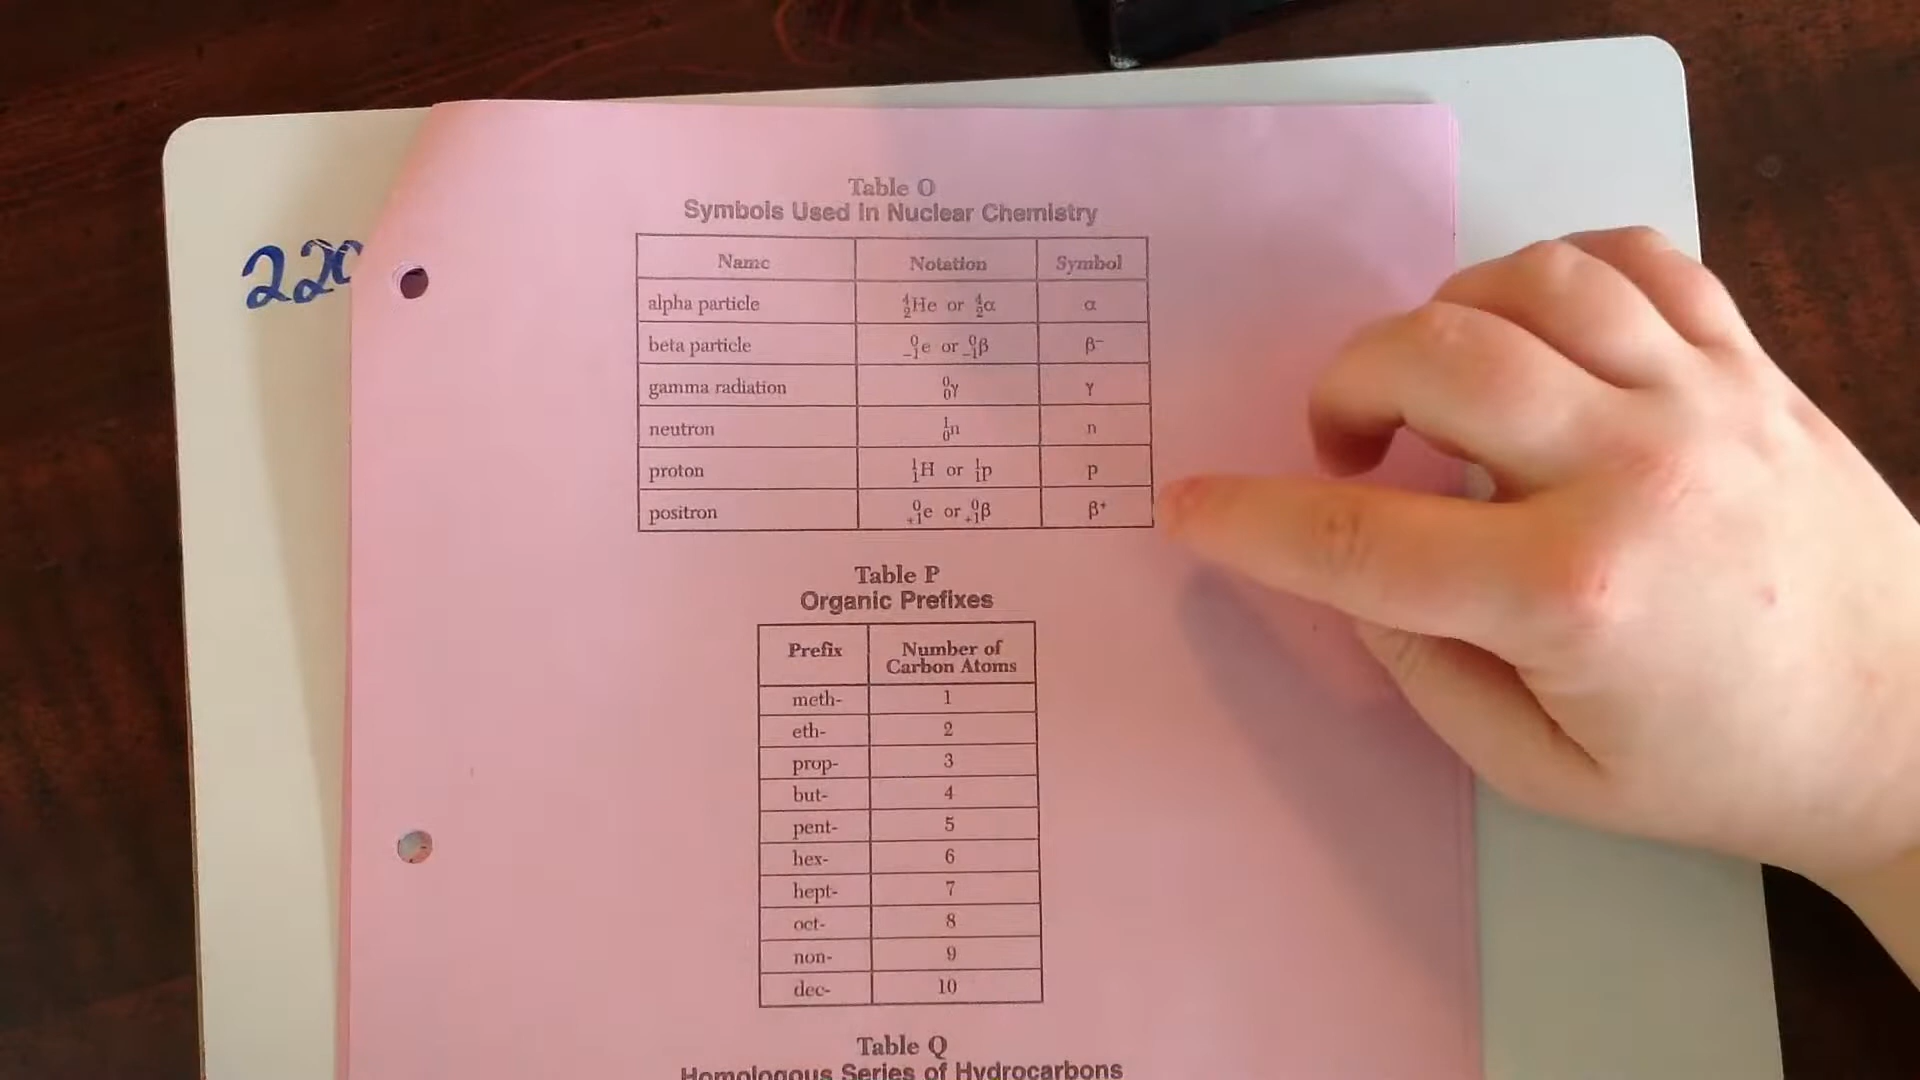 220
Table O
Symbols Used in Nuclear Chemistry
Name Notation Symbol
alpha particle ⁴₂He or ⁴₂α α
beta particle ⁰₋₁e or ⁰₋₁β β⁻
gamma radiation ⁰₀γ γ
neutron ¹₀n n
proton ¹₁H or ¹₁p p
positron ⁰₊₁e or ⁰₊₁β β⁺
Table P
Organic Prefixes
Prefix Number of
Carbon Atoms
meth- 1
eth- 2
prop- 3
but- 4
pent- 5
hex- 6
hept- 7
oct- 8
non- 9
dec- 10
Table Q
Homologous Series of Hydrocarbons